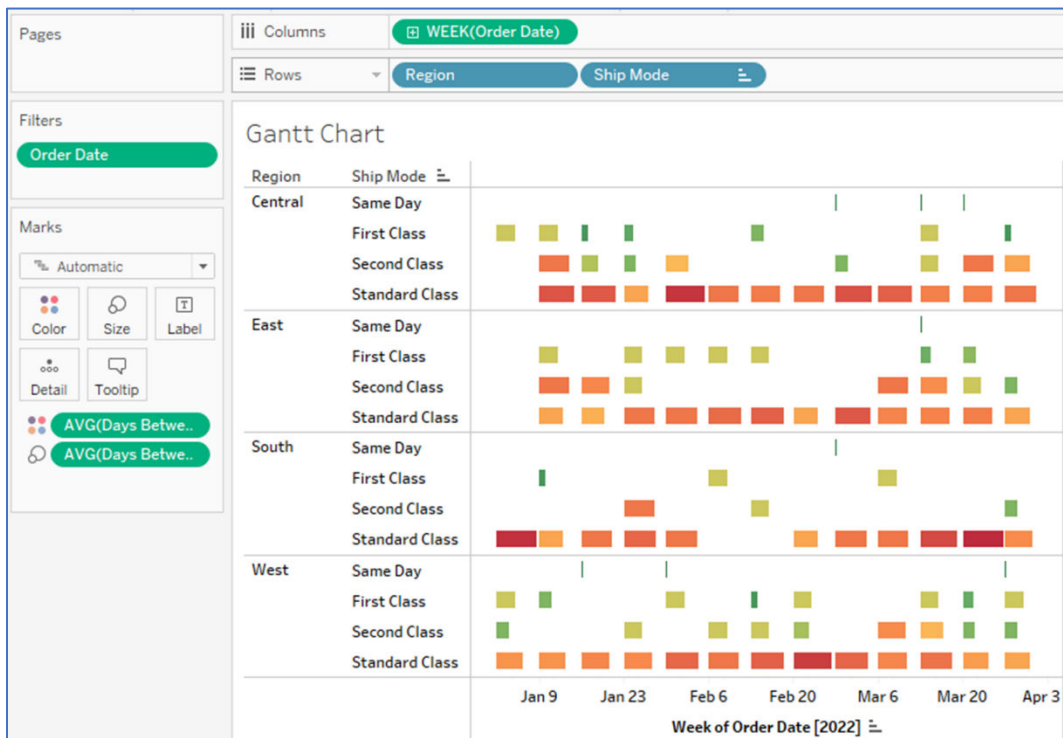 Pages
Columns
WEEK(Order Date)
Rows
Region
Ship Mode
Filters
Order Date
Marks
Automatic
Color
Size
Label
Detail
Tooltip
AVG(Days Betwe..
AVG(Days Betwe..
Gantt Chart
Region Ship Mode
Central Same Day
First Class
Second Class
Standard Class
East Same Day
First Class
Second Class
Standard Class
South Same Day
First Class
Second Class
Standard Class
West Same Day
First Class
Second Class
Standard Class
Jan 9 Jan 23 Feb 6 Feb 20 Mar 6 Mar 20 Apr 3
Week of Order Date [2022]